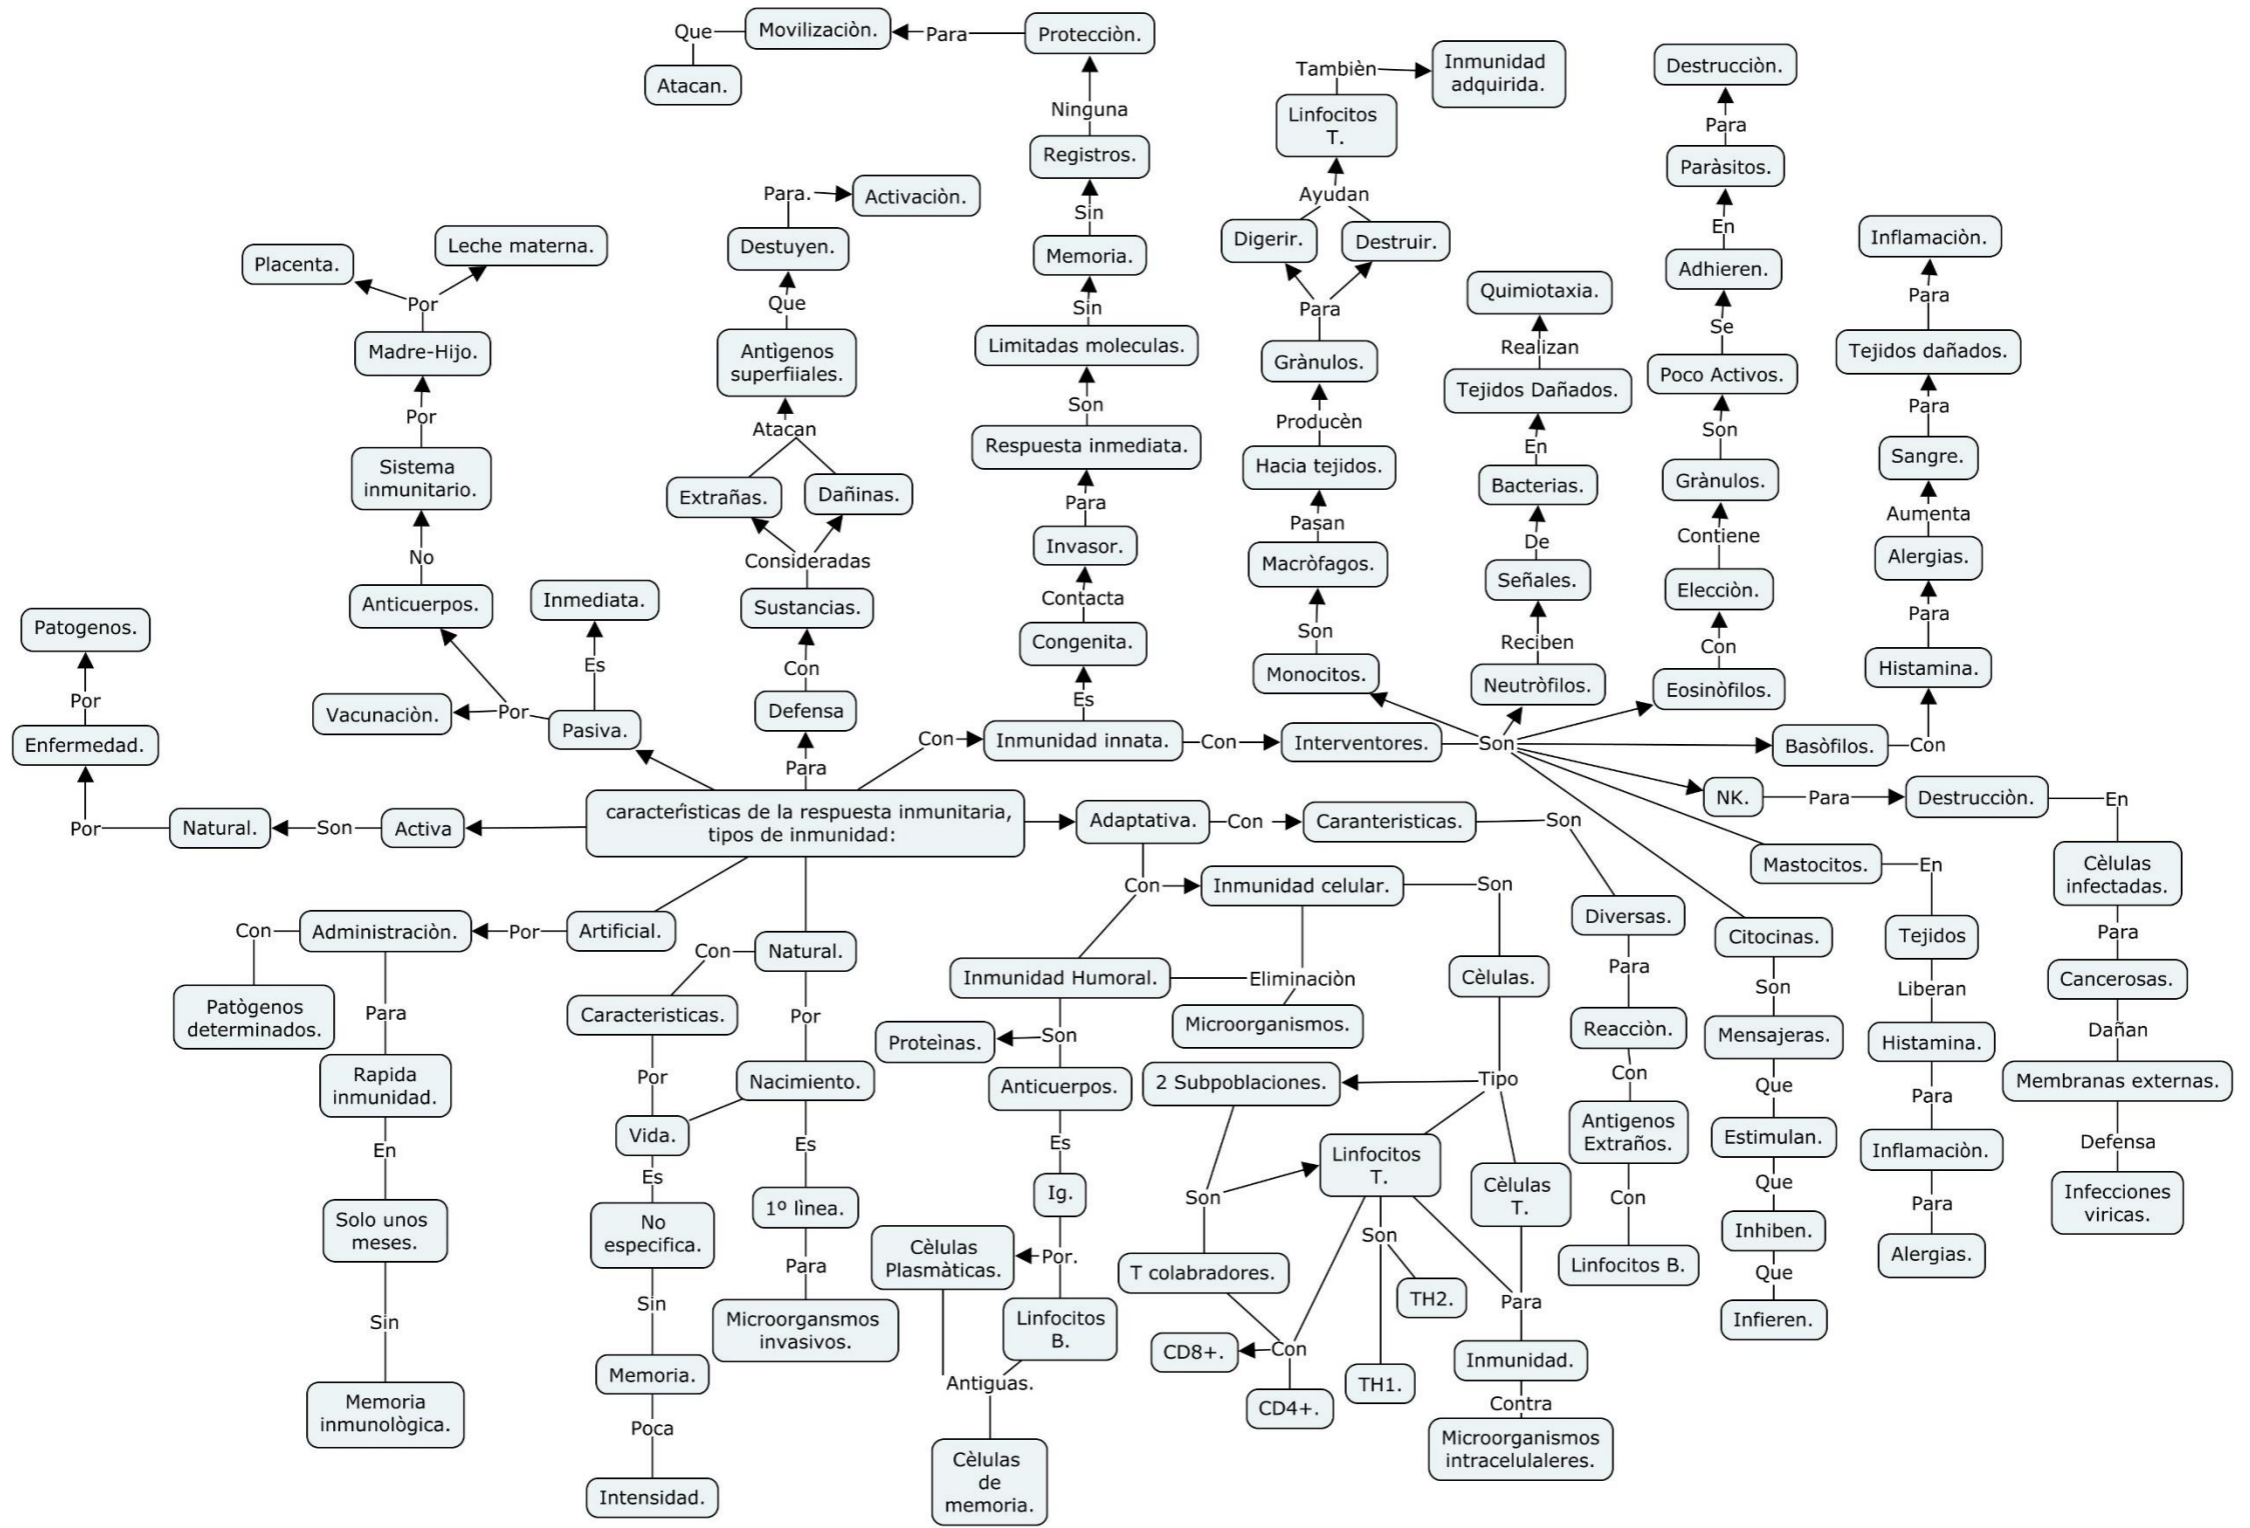 Que
Movilizaciòn.
Para
Protecciòn.
Atacan.
Ninguna
Registros.
Sin
Memoria.
Sin
Limitadas moleculas.
Son
Respuesta inmediata.
Para
Invasor.
Contacta
Congenita.
Es
Inmunidad innata.
Con
Con
Interventores.
Son
Tambièn
Inmunidad
adquirida.
Linfocitos
T.
Ayudan
Digerir.
Destruir.
Para
Grànulos.
Producèn
Hacia tejidos.
Pasan
Macròfagos.
Son
Monocitos.
Quimiotaxia.
Realizan
Tejidos Dañados.
En
Bacterias.
De
Señales.
Reciben
Neutròfilos.
Destrucciòn.
Para
Paràsitos.
En
Adhieren.
Se
Poco Activos.
Son
Grànulos.
Contiene
Elecciòn.
Con
Eosinòfilos.
Inflamaciòn.
Para
Tejidos dañados.
Para
Sangre.
Aumenta
Alergias.
Para
Histamina.
Basòfilos.
Con
NK.
Para
Destrucciòn.
En
Cèlulas
infectadas.
Para
Cancerosas.
Dañan
Membranas externas.
Defensa
Infecciones
viricas.
Mastocitos.
En
Tejidos
Liberan
Histamina.
Para
Inflamaciòn.
Para
Alergias.
Citocinas.
Son
Mensajeras.
Que
Estimulan.
Que
Inhiben.
Que
Infieren.
Para.
Activaciòn.
Destuyen.
Que
Antìgenos
superfiiales.
Atacan
Extrañas.
Dañinas.
Consideradas
Sustancias.
Con
Defensa
Para
Placenta.
Leche materna.
Por
Madre-Hijo.
Por
Sistema
inmunitario.
No
Anticuerpos.
Inmediata.
Es
Vacunaciòn.
Por
Pasiva.
Patogenos.
Por
Enfermedad.
Por
Natural.
Son
Activa
caracterìsticas de la respuesta inmunitaria,
tipos de inmunidad:
Adaptativa.
Con
Caranteristicas.
Son
Diversas.
Para
Reacciòn.
Con
Antigenos
Extraños.
Con
Linfocitos B.
Con
Inmunidad celular.
Son
Inmunidad Humoral.
Eliminaciòn
Microorganismos.
Cèlulas.
Proteìnas.
Son
Anticuerpos.
Es
Ig.
Cèlulas
Plasmàticas.
Por.
Linfocitos
B.
Antiguas.
Cèlulas
de
memoria.
2 Subpoblaciones.
Tipo
Linfocitos
T.
Cèlulas
T.
Son
T colabradores.
Son
TH2.
Para
CD8+.
Con
CD4+.
TH1.
Inmunidad.
Contra
Microorganismos
intracelulaleres.
Con
Administraciòn.
Por
Artificial.
Patògenos
determinados.
Para
Rapida
inmunidad.
En
Solo unos
meses.
Sin
Memoria
inmunològica.
Con
Natural.
Caracteristicas.
Por
Por
Nacimiento.
Vida.
Es
Es
No
especifica.
1º lìnea.
Sin
Para
Microorgansmos
invasivos.
Memoria.
Poca
Intensidad.